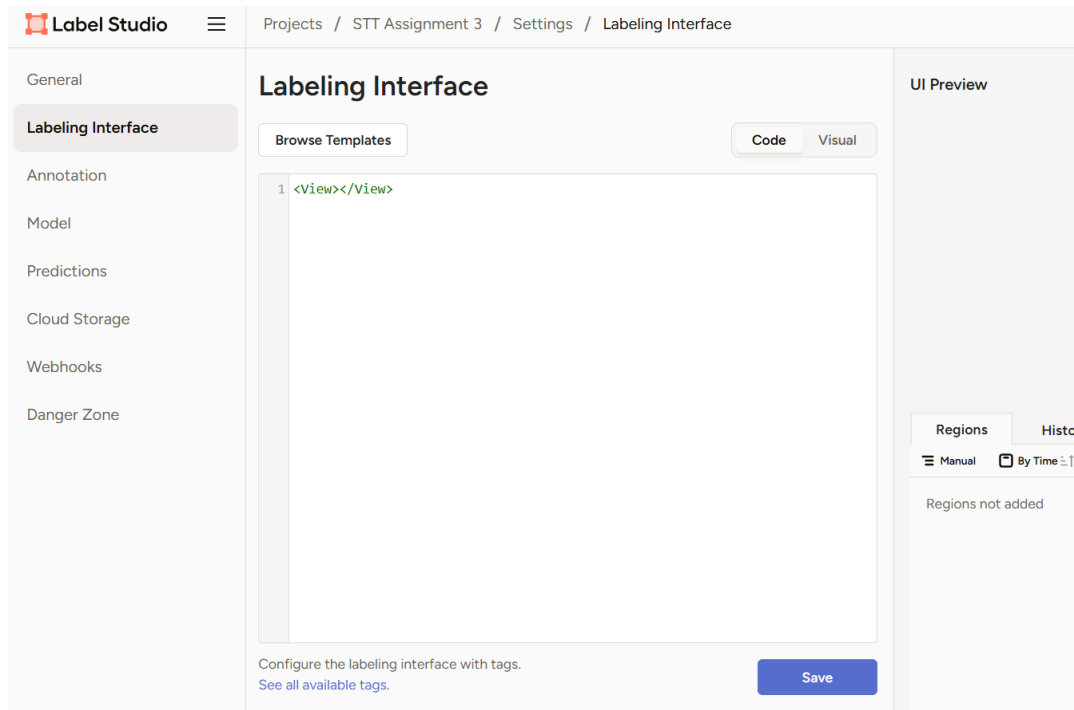 Label Studio
Projects / STT Assignment 3 / Settings / Labeling Interface
General
Labeling Interface
Annotation
Model
Predictions
Cloud Storage
Webhooks
Danger Zone
Labeling Interface
Browse Templates
Code Visual
1 <View></View>
Configure the labeling interface with tags.
See all available tags.
Save
UI Preview
Regions Histo
Manual By Time
Regions not added